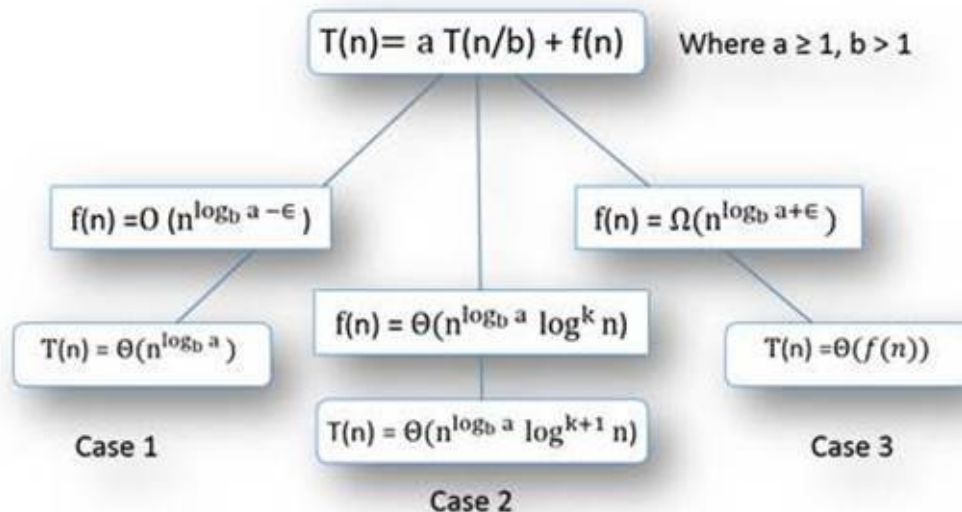 T(n)= a T(n/b) + f(n) Where a ≥ 1, b > 1
f(n) =O (n^{log_b a −∈} )
f(n) = Ω(n^{log_b a+∈} )
f(n) = Θ(n^{log_b a} log^k n)
T(n) = Θ(n^{log_b a} )
T(n) =Θ(f(n))
T(n) = Θ(n^{log_b a} log^{k+1} n)
Case 1
Case 3
Case 2